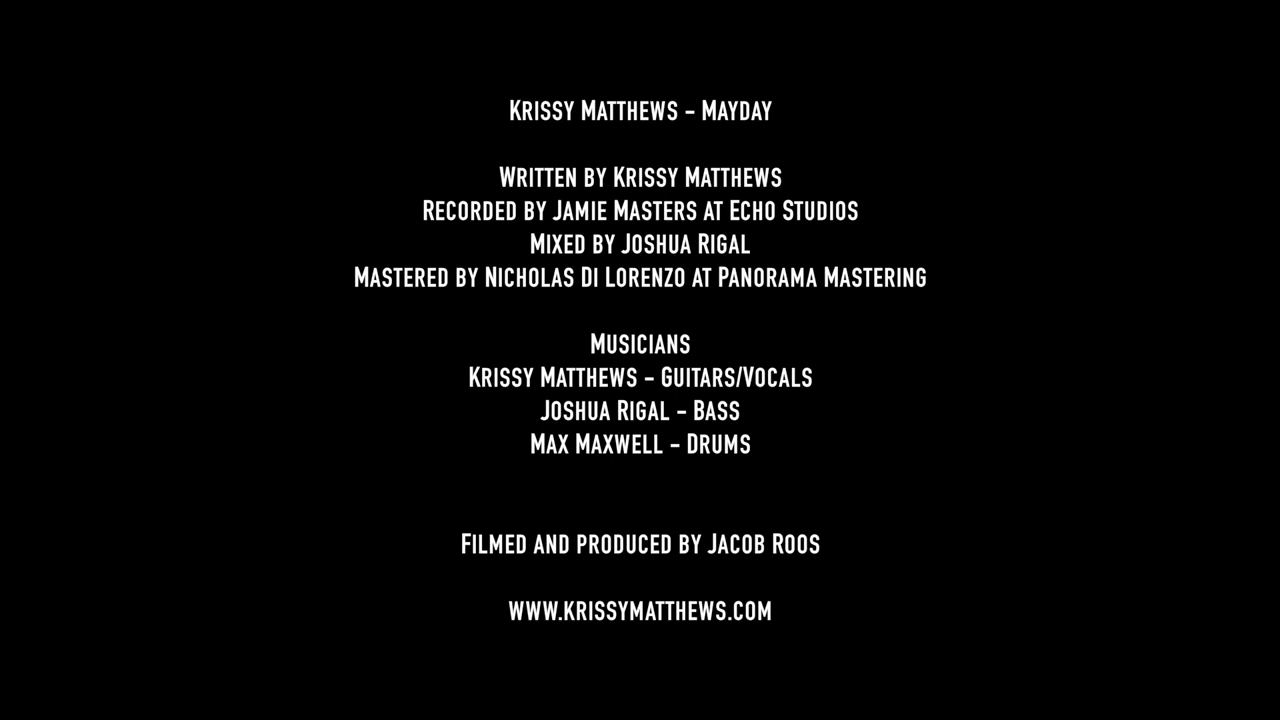 Krissy Matthews - Mayday
Written by Krissy Matthews
Recorded by Jamie Masters at Echo Studios
Mixed by Joshua Rigal
Mastered by Nicholas Di Lorenzo at Panorama Mastering
Musicians
Krissy Matthews - Guitars/Vocals
Joshua Rigal - Bass
Max Maxwell - Drums
Filmed and produced by Jacob Roos
www.krissymatthews.com